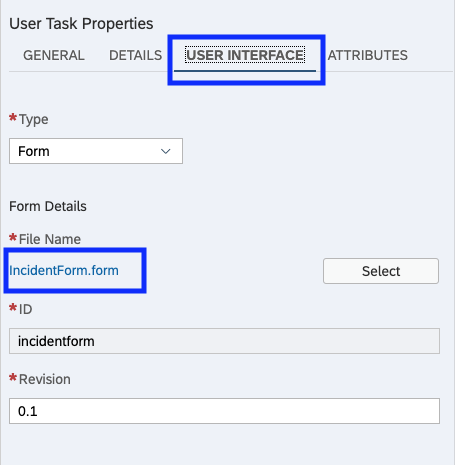 User Task Properties
GENERAL DETAILS USER INTERFACE ATTRIBUTES
*Type
Form
Form Details
*File Name
IncidentForm.form Select
*ID
incidentform
*Revision
0.1